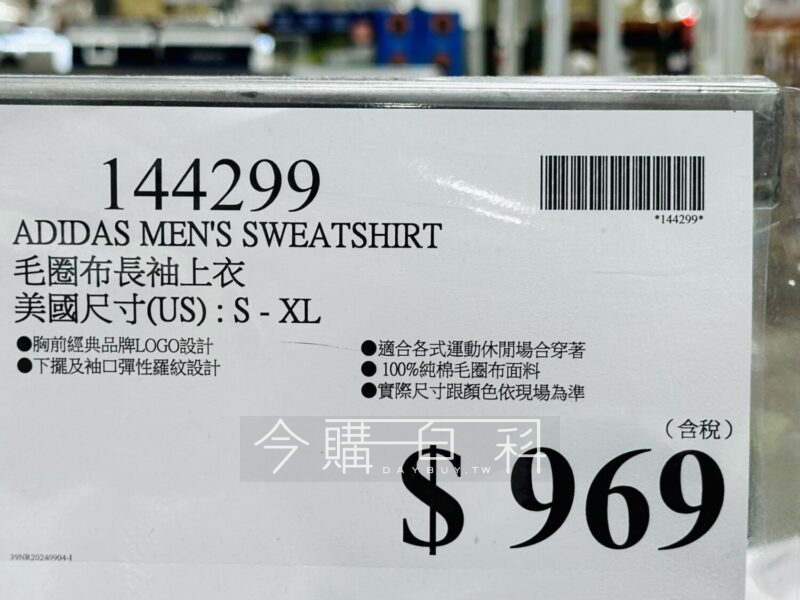 144299
*144299*
ADIDAS MEN'S SWEATSHIRT
毛圈布長袖上衣
美國尺寸(US) : S - XL
●胸前經典品牌LOGO設計
●下擺及袖口彈性羅紋設計
●適合各式運動休閒場合穿著
● 100%純棉毛圈布面料
●實際尺寸跟顏色依現場為準
（含稅）
今購百科
DAYBUY.TW
$ 969
39NR20240904-1